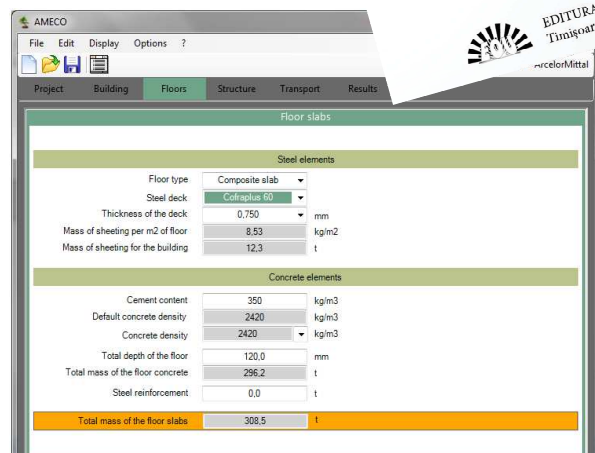 AMECO
EDITURA
Timișoar
File Edit Display Options ?
ArcelorMittal
Project Building Floors Structure Transport Results
Floor slabs
Steel elements
Floor type Composite slab
Steel deck Cofraplus 60
Thickness of the deck 0,750 mm
Mass of sheeting per m2 of floor 8,53 kg/m2
Mass of sheeting for the building 12,3 t
Concrete elements
Cement content 350 kg/m3
Default concrete density 2420 kg/m3
Concrete density 2420 kg/m3
Total depth of the floor 120,0 mm
Total mass of the floor concrete 296,2 t
Steel reinforcement 0,0 t
Total mass of the floor slabs 308,5 t